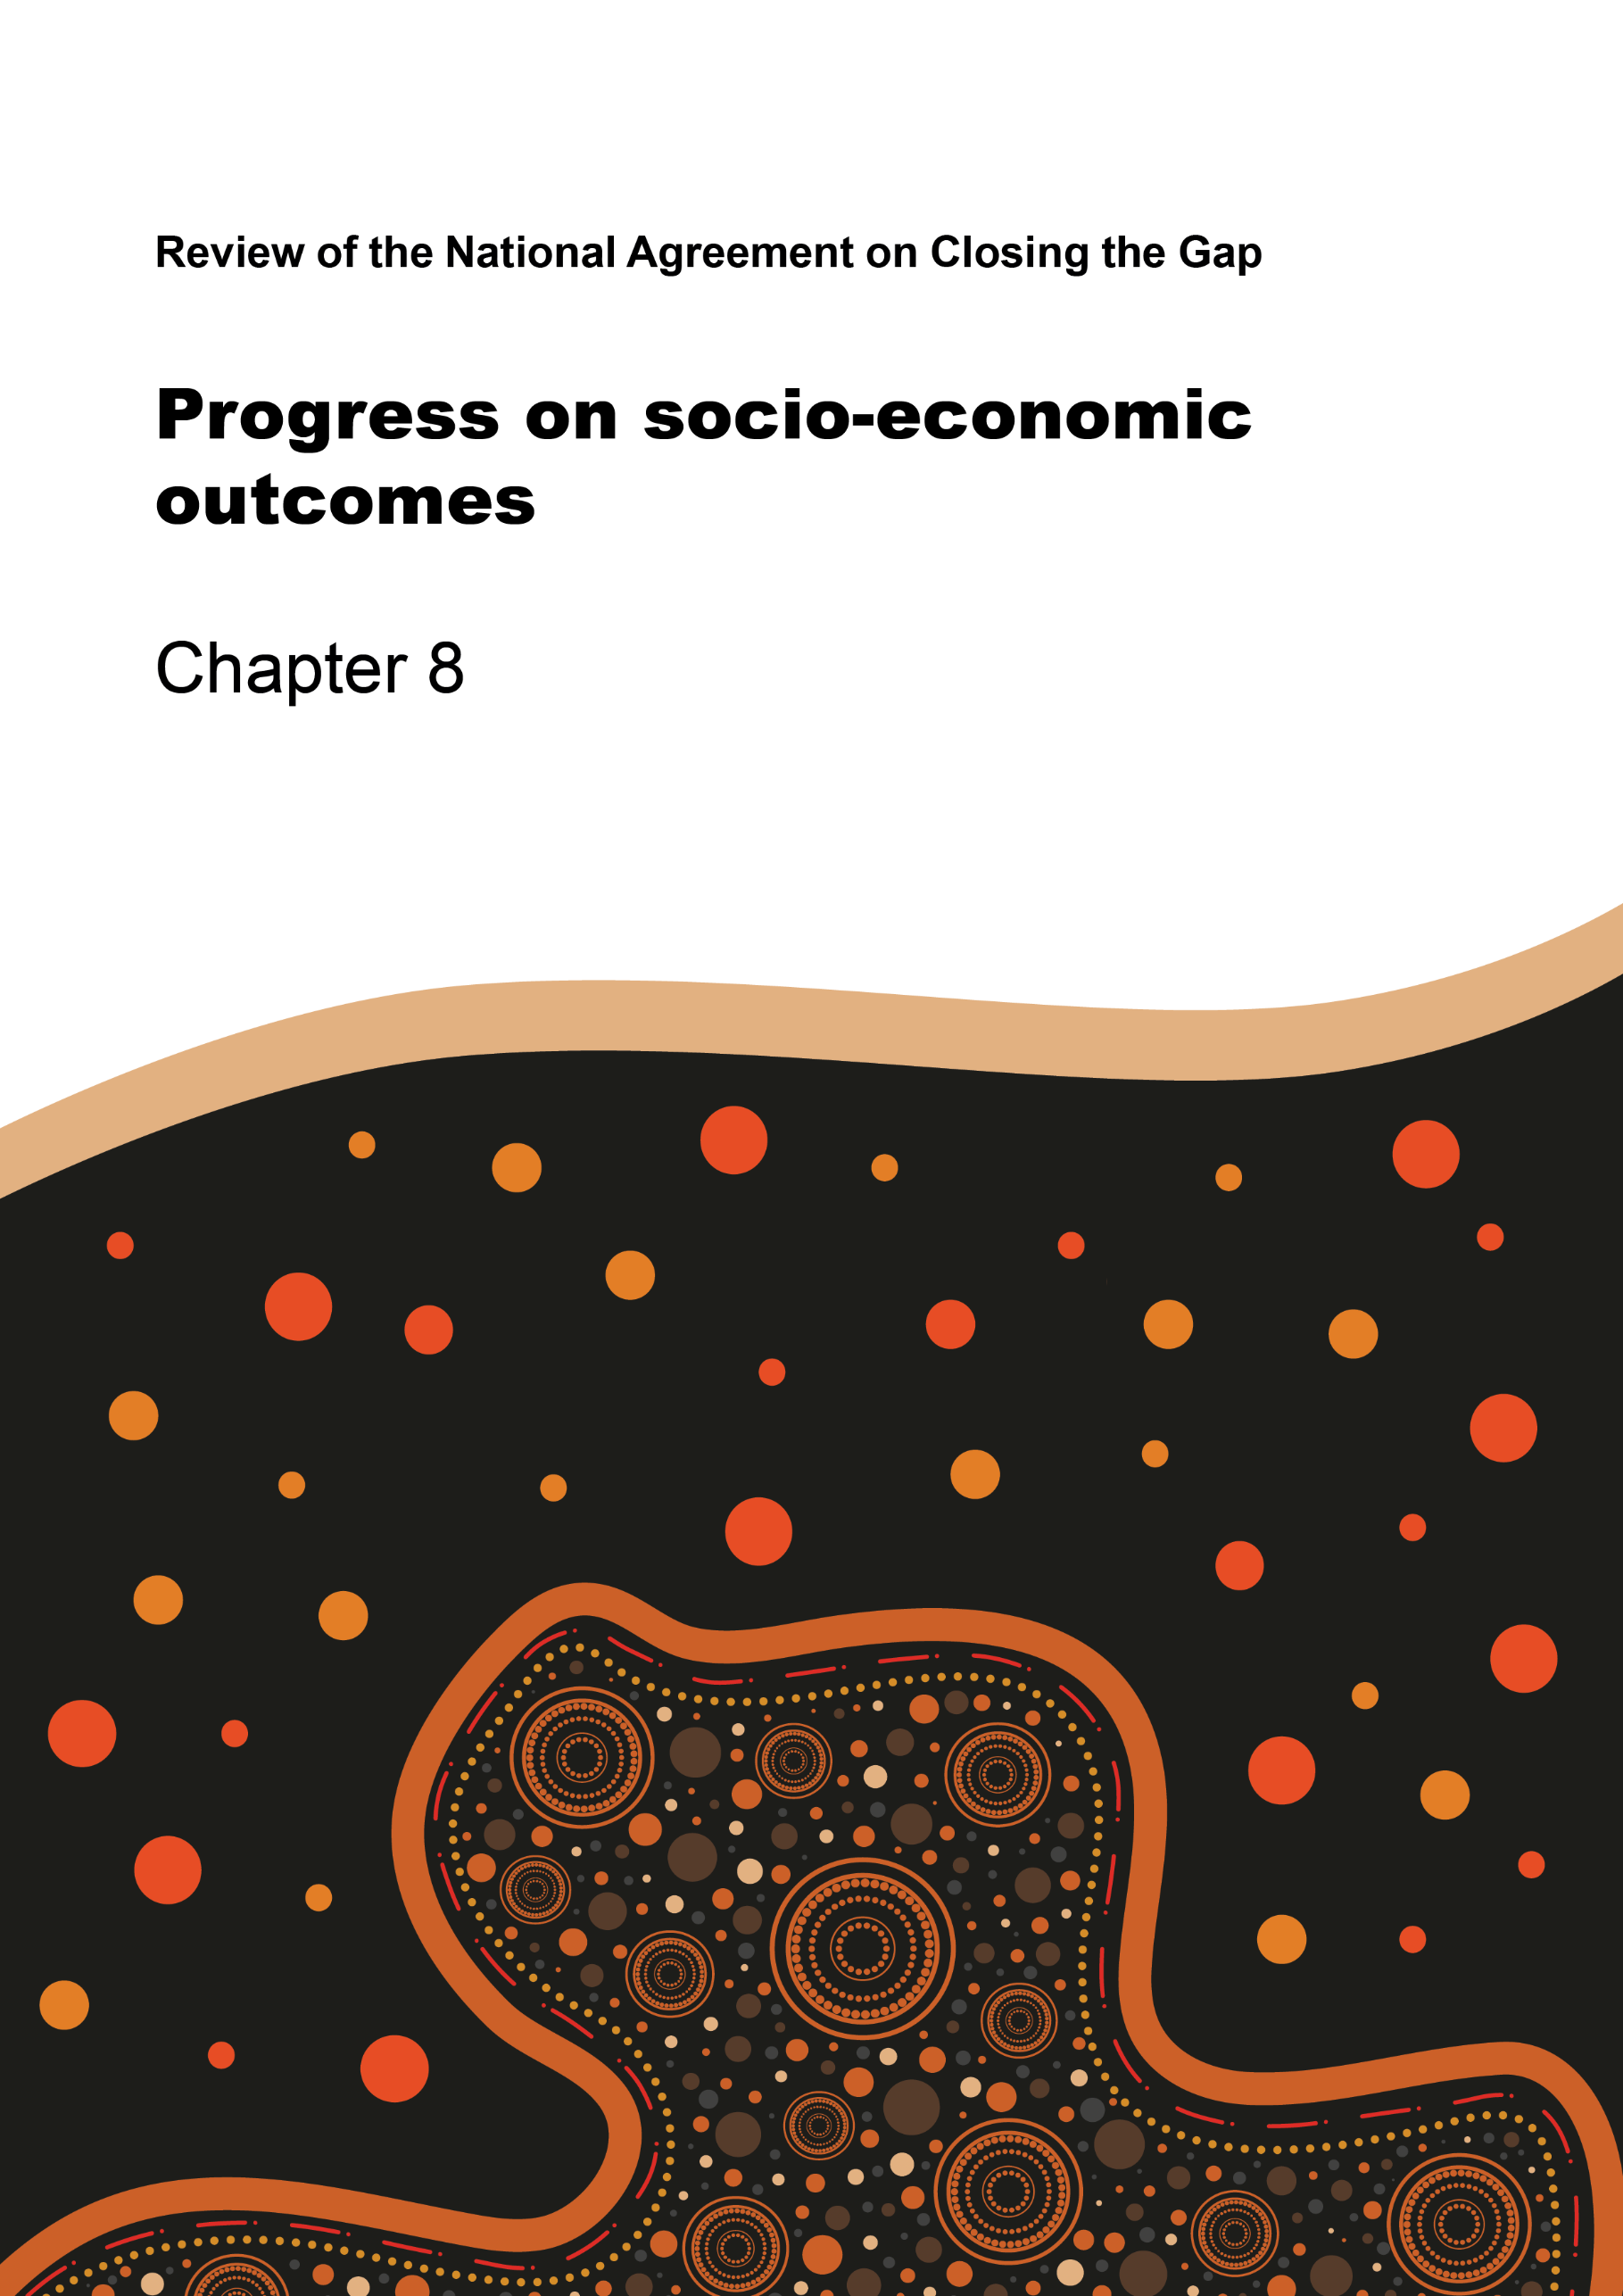 Review of the National Agreement on Closing the Gap
Progress on socio-economic
outcomes
Chapter 8